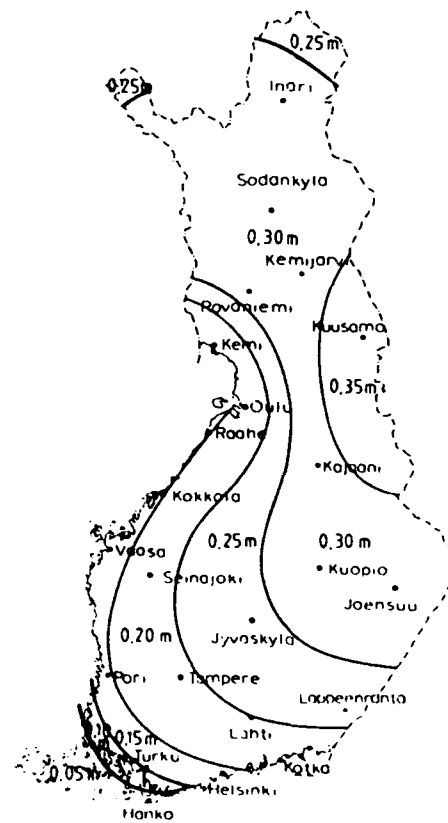 0,25 m
0,25m
Inari
Sodankyla
0,30 m
Kemijärvi
Rovaniemi
Kuusamo
Kemi
0,35m
Oulu
Raahe
Kajaani
Kokkola
0,25 m
0,30 m
Vaasa
Kuopio
Seinajoki
Joensuu
0,20 m
Jyvaskyla
Pori
Tampere
Lappeenranta
Lahti
0,15m
Turku
Kotka
0,05m
Helsinki
Hanko